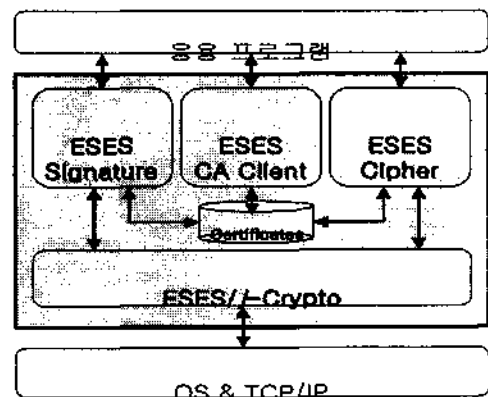 응용 프로그램
ESES
Signature
ESES
CA Client
ESES
Cipher
Certificates
ESES/J-Crypto
OS & TCP/IP